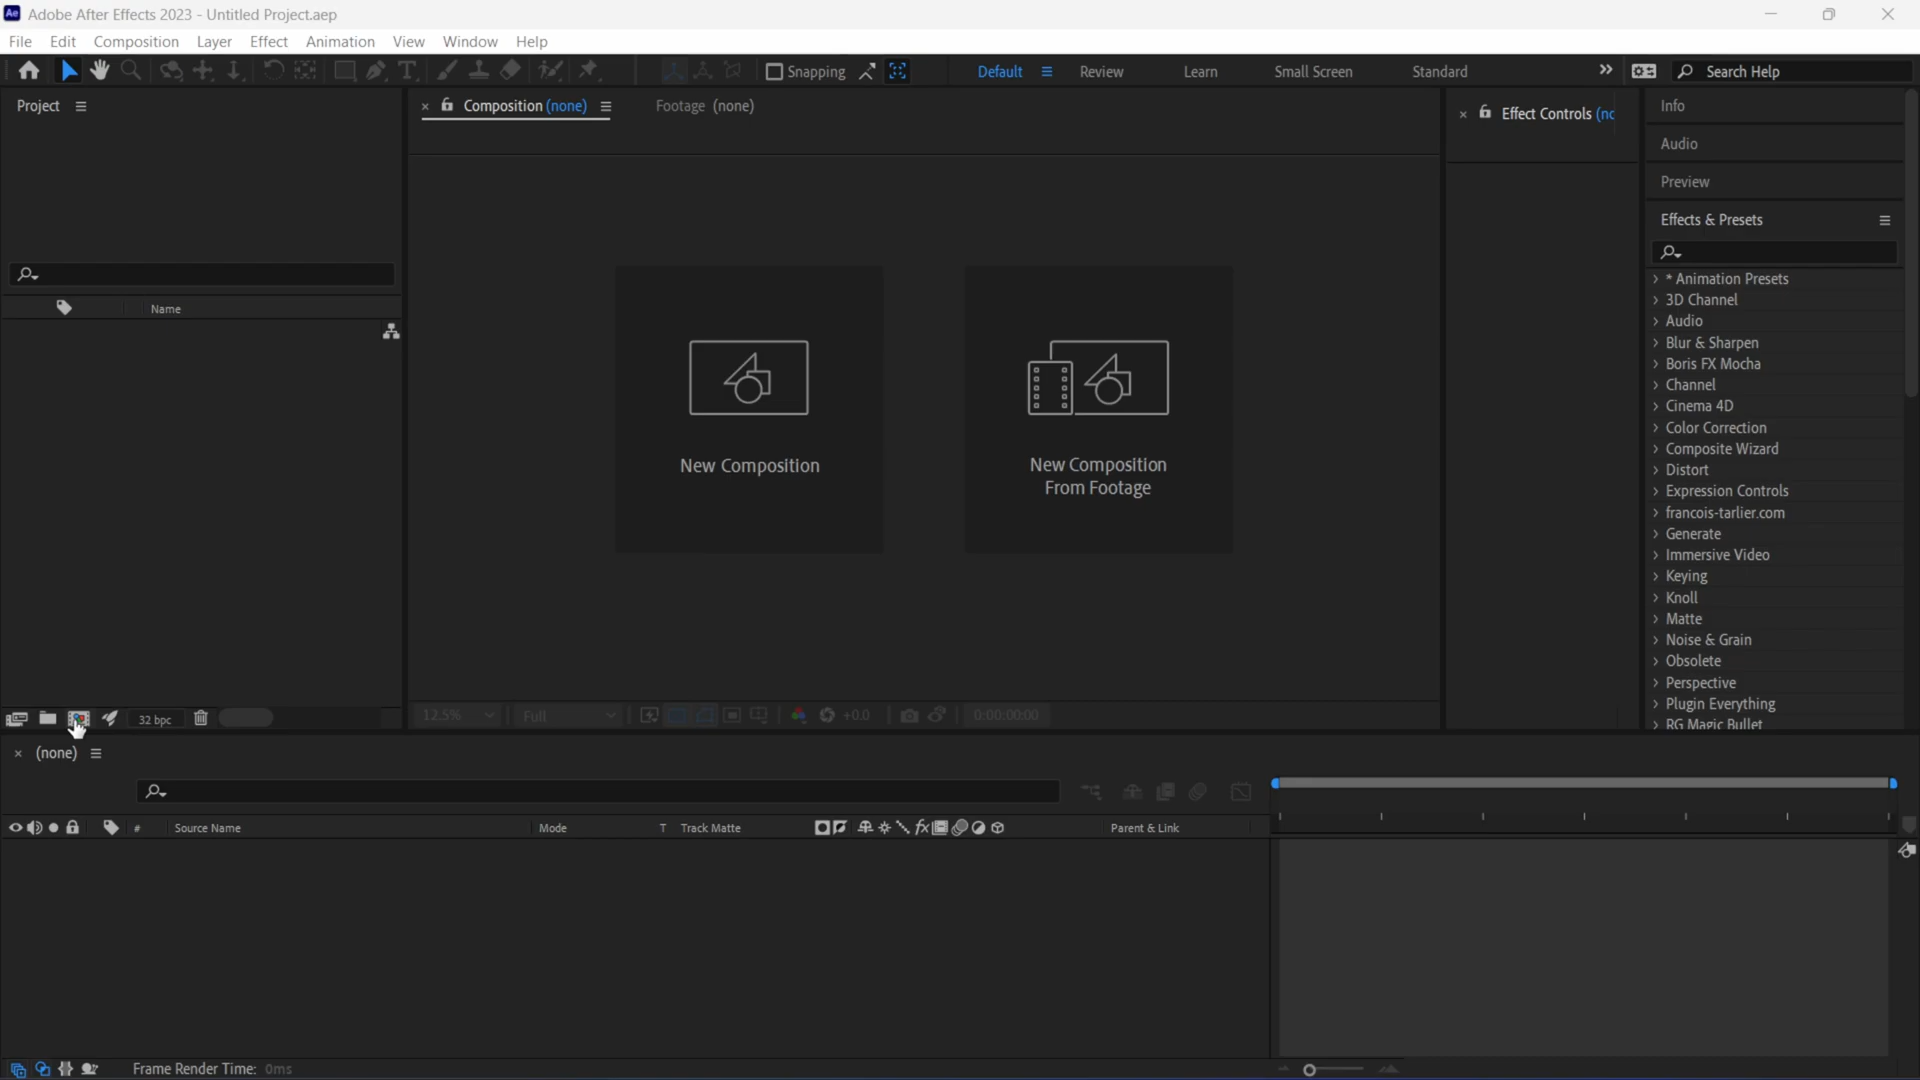 Ae Adobe After Effects 2023 - Untitled Project.aep
File Edit Composition Layer Effect Animation View Window Help
Snapping Default Review Learn Small Screen Standard Search Help
Project
Composition (none) Footage (none)
Effect Controls (nc
Info
Audio
Preview
Effects & Presets
Name
New Composition
New Composition
From Footage
* Animation Presets
3D Channel
Audio
Blur & Sharpen
Boris FX Mocha
Channel
Cinema 4D
Color Correction
Composite Wizard
Distort
Expression Controls
francois-tarlier.com
Generate
Immersive Video
Keying
Knoll
Matte
Noise & Grain
Obsolete
Perspective
Plugin Everything
RG Magic Bullet
32 bpc
12.5% Full +0.0 0:00:00:00
(none)
# Source Name Mode T Track Matte fx Parent & Link
Frame Render Time: 0ms